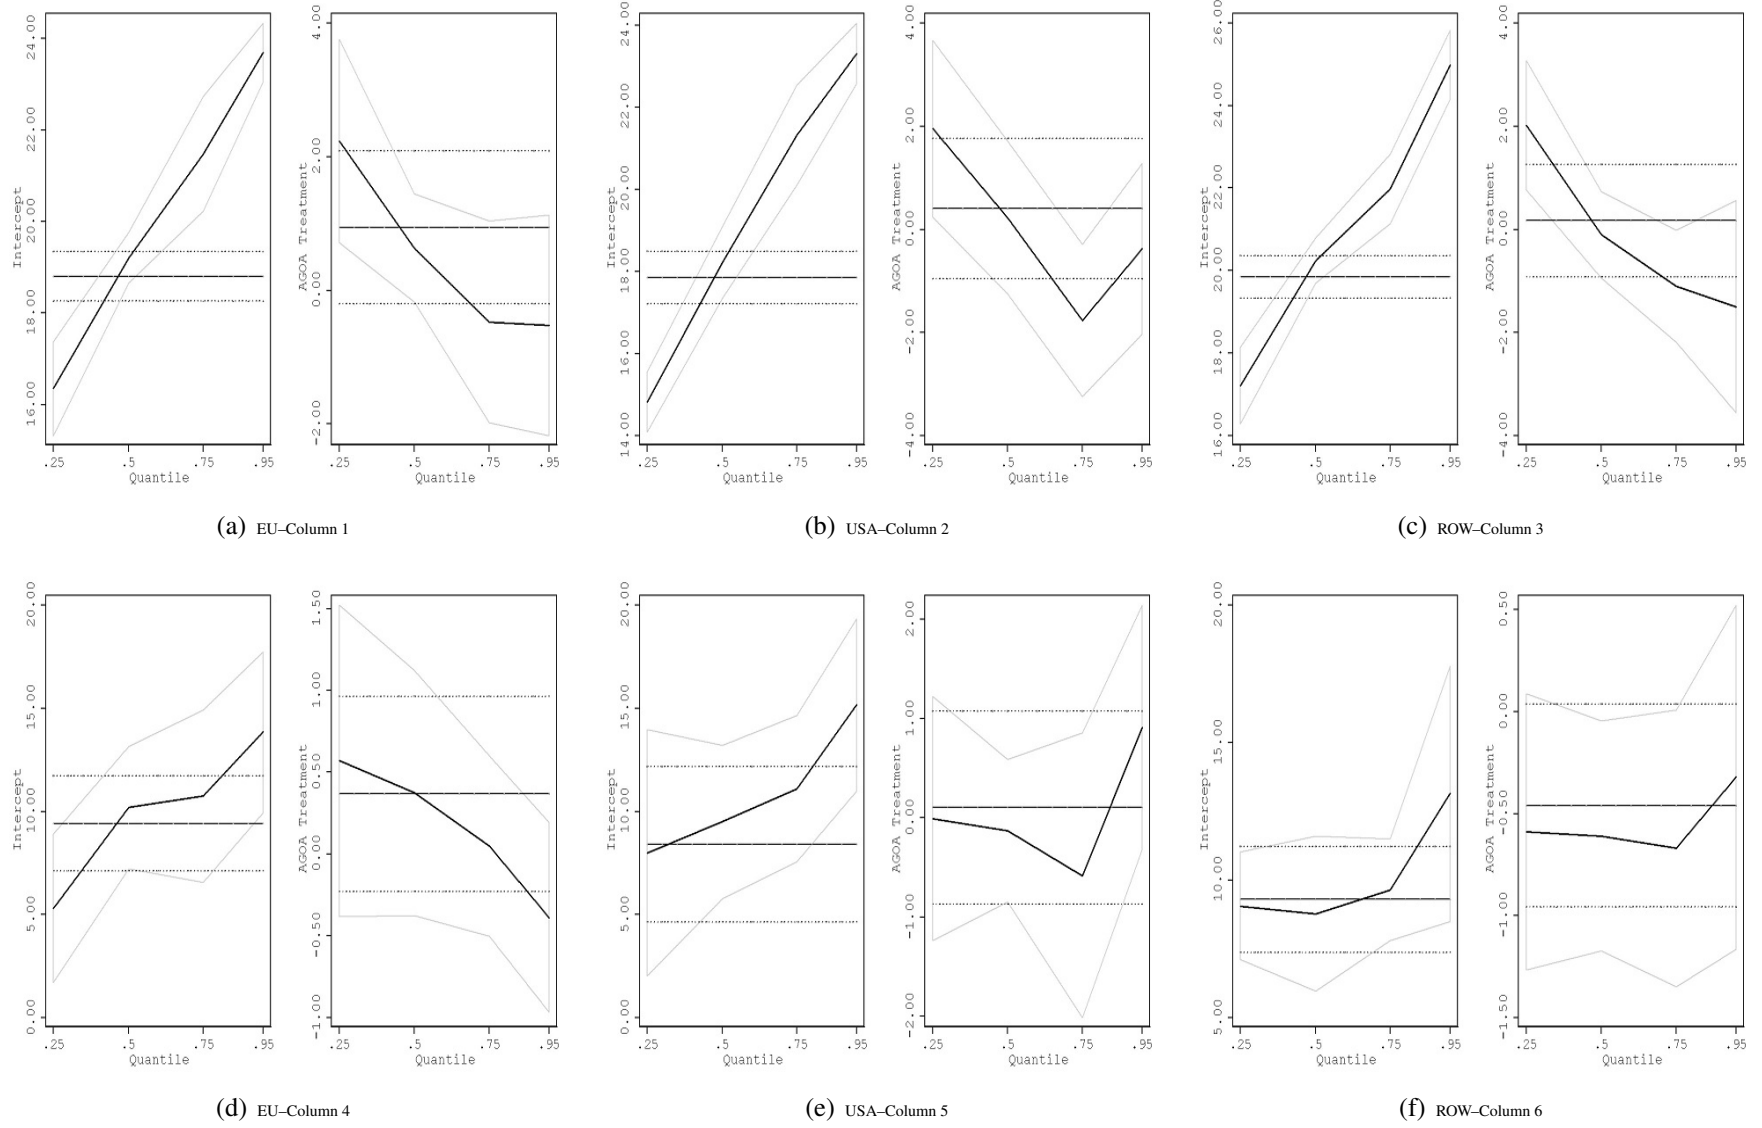 Intercept
16.00 18.00 20.00 22.00 24.00
.25 .5 .75 .95
Quantile
AGOA Treatment
-2.00 0.00 2.00 4.00
.25 .5 .75 .95
Quantile
(a) EU–Column 1
Intercept
14.00 16.00 18.00 20.00 22.00 24.00
.25 .5 .75 .95
Quantile
AGOA Treatment
-4.00 -2.00 0.00 2.00 4.00
.25 .5 .75 .95
Quantile
(b) USA–Column 2
Intercept
16.00 18.00 20.00 22.00 24.00 26.00
.25 .5 .75 .95
Quantile
AGOA Treatment
-4.00 -2.00 0.00 2.00 4.00
.25 .5 .75 .95
Quantile
(c) ROW–Column 3
Intercept
0.00 5.00 10.00 15.00 20.00
.25 .5 .75 .95
Quantile
AGOA Treatment
-1.00 -0.50 0.00 0.50 1.00 1.50
.25 .5 .75 .95
Quantile
(d) EU–Column 4
Intercept
0.00 5.00 10.00 15.00 20.00
.25 .5 .75 .95
Quantile
AGOA Treatment
-2.00 -1.00 0.00 1.00 2.00
.25 .5 .75 .95
Quantile
(e) USA–Column 5
Intercept
5.00 10.00 15.00 20.00
.25 .5 .75 .95
Quantile
AGOA Treatment
-1.50 -1.00 -0.50 0.00 0.50
.25 .5 .75 .95
Quantile
(f) ROW–Column 6